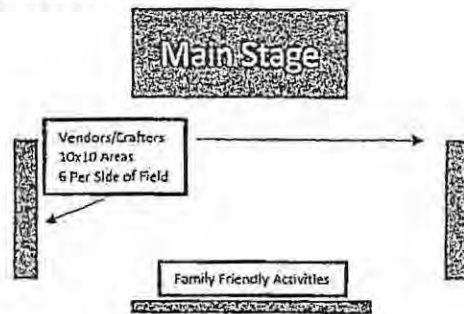 Main Stage
Vendors/Crafters
10x10 Areas
6 Per Side of Field
Family Friendly Activities